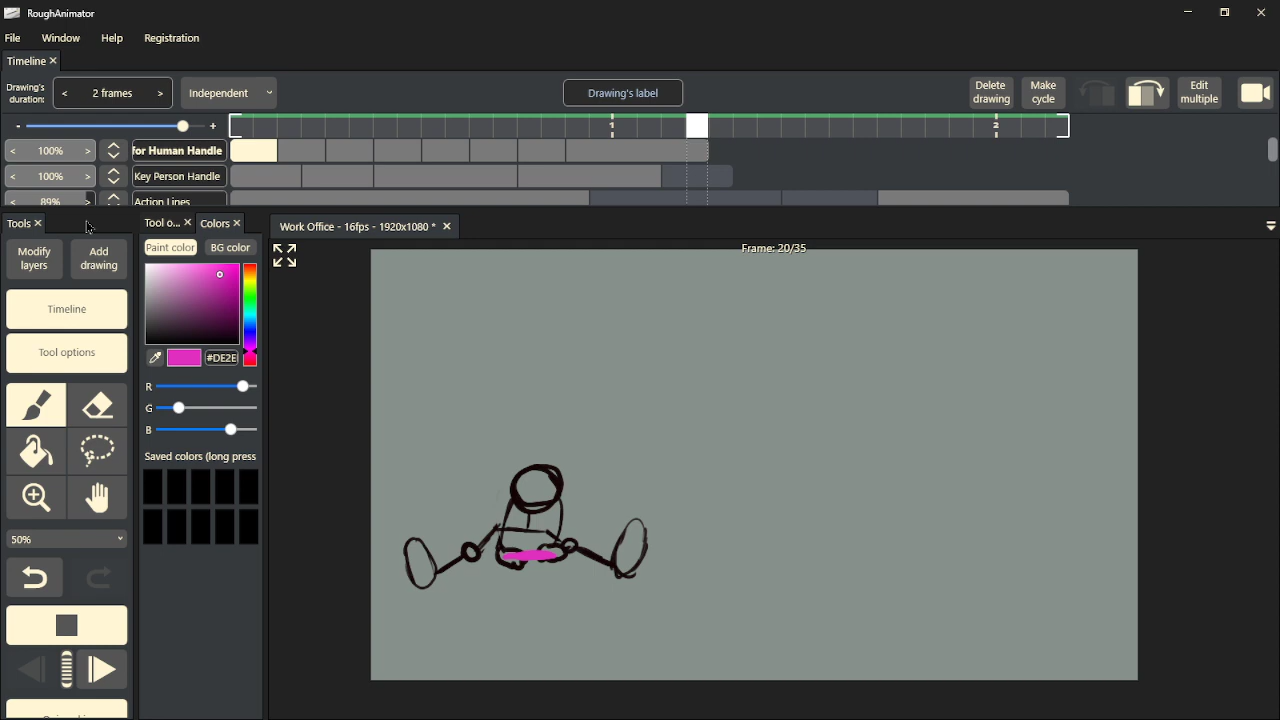 RoughAnimator
File Window Help Registration
Timeline
Drawing's duration: < 2 frames > Independent Drawing's label Delete drawing Make cycle Edit multiple
- +
1 2
< 100% > for Human Handle
< 100% > Key Person Handle
< 89% > Action Lines
Tools Tool o... Colors Work Office - 16fps - 1920x1080 *
Modify layers Add drawing Paint color BG color Frame: 20/35
Timeline
Tool options
#DE2E
R
G
B
Saved colors (long press
50%